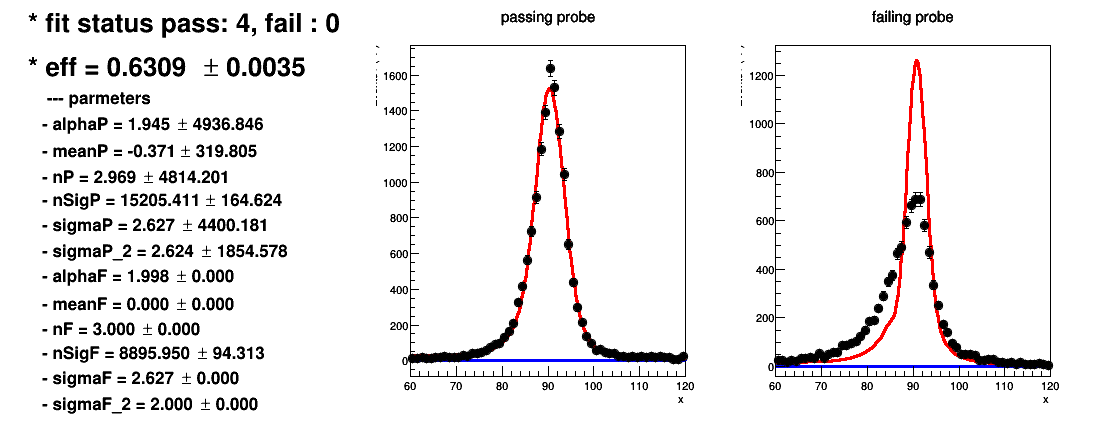 * fit status pass: 4, fail : 0
* eff = 0.6309 ± 0.0035
--- parmeters
- alphaP = 1.945 ± 4936.846
- meanP = -0.371 ± 319.805
- nP = 2.969 ± 4814.201
- nSigP = 15205.411 ± 164.624
- sigmaP = 2.627 ± 4400.181
- sigmaP_2 = 2.624 ± 1854.578
- alphaF = 1.998 ± 0.000
- meanF = 0.000 ± 0.000
- nF = 3.000 ± 0.000
- nSigF = 8895.950 ± 94.313
- sigmaF = 2.627 ± 0.000
- sigmaF_2 = 2.000 ± 0.000
passing probe
1600
1400
1200
1000
800
600
400
200
0
60 70 80 90 100 110 120
x
failing probe
1200
1000
800
600
400
200
0
60 70 80 90 100 110 120
x